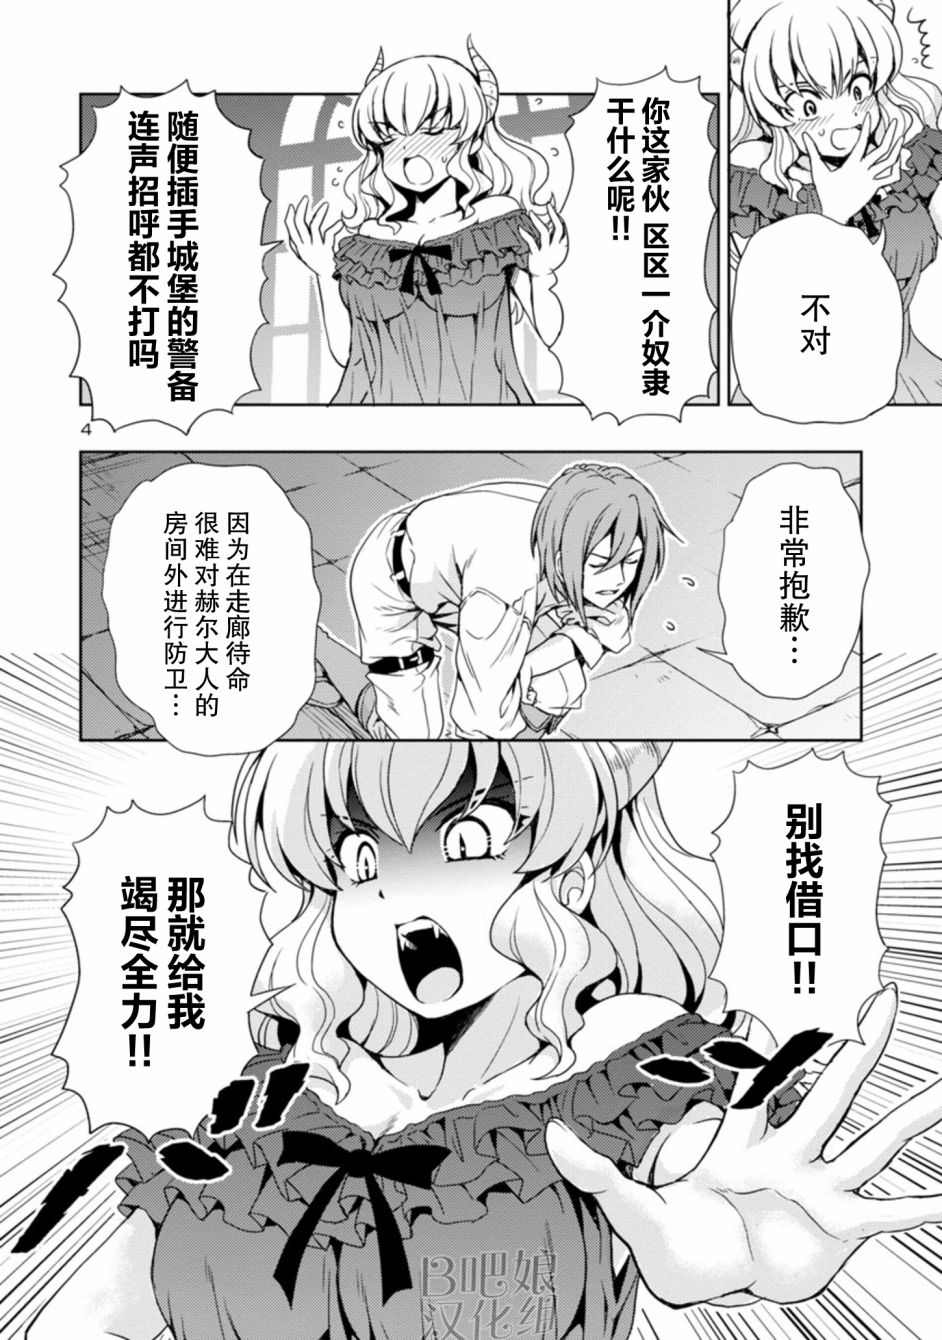 不对
你这家伙 区区一介奴隶
干什么呢!!
随便插手城堡的警备
连声招呼都不打吗
4
非常抱歉…
因为在走廊待命
很难对赫尔大人的
房间外进行防卫…
别找借口!!
那就给我
竭尽全力!!
B吧娘
汉化组